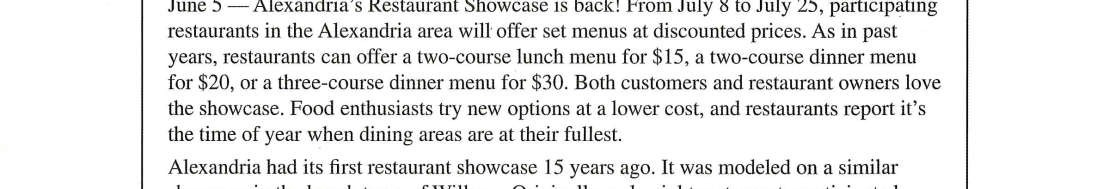 June 5 — Alexandria's Restaurant Showcase is back! From July 8 to July 25, participating
restaurants in the Alexandria area will offer set menus at discounted prices. As in past
years, restaurants can offer a two-course lunch menu for $15, a two-course dinner menu
for $20, or a three-course dinner menu for $30. Both customers and restaurant owners love
the showcase. Food enthusiasts try new options at a lower cost, and restaurants report it's
the time of year when dining areas are at their fullest.
Alexandria had its first restaurant showcase 15 years ago. It was modeled on a similar